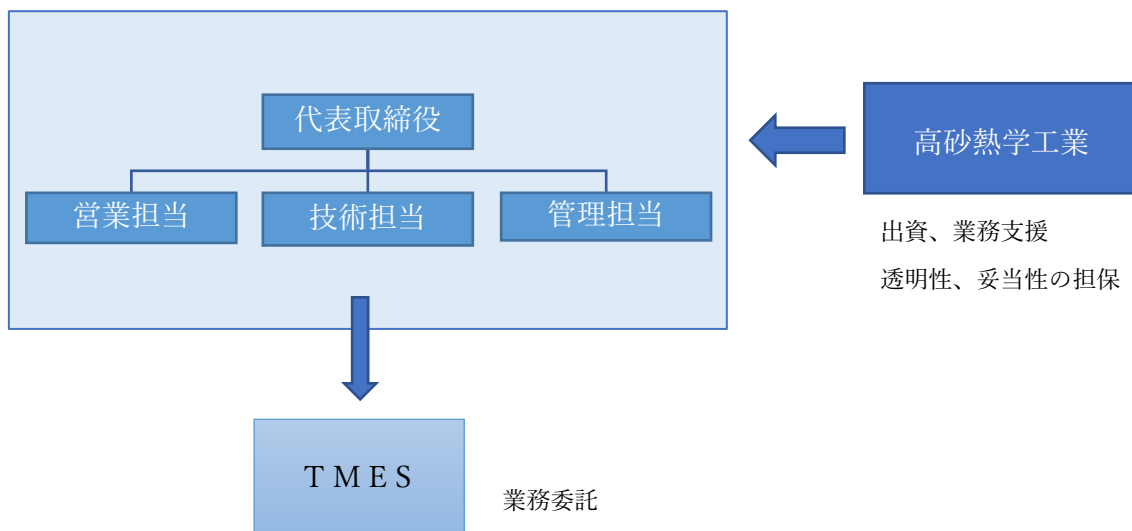 代表取締役
営業担当
技術担当
管理担当
高砂熱学工業
出資、業務支援
透明性、妥当性の担保
ＴＭＥＳ
業務委託